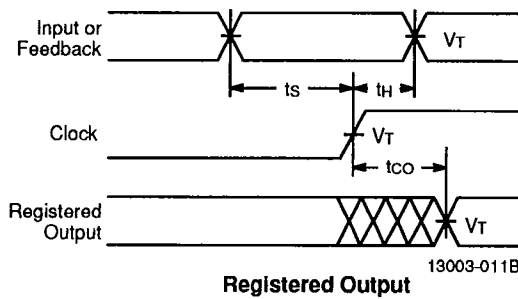 Input or
Feedback
VT
tS
tH
Clock
VT
tCO
Registered
Output
VT
13003-011B
Registered Output